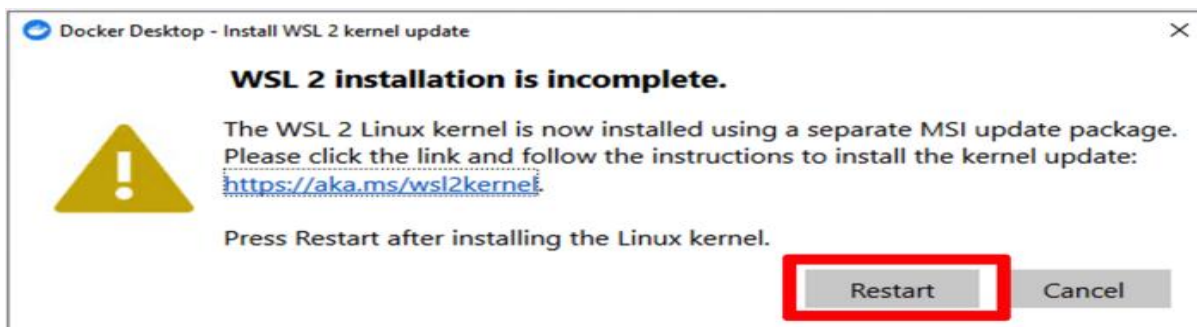 Docker Desktop - Install WSL 2 kernel update
WSL 2 installation is incomplete.
The WSL 2 Linux kernel is now installed using a separate MSI update package.
Please click the link and follow the instructions to install the kernel update:
https://aka.ms/wsl2kernel.
Press Restart after installing the Linux kernel.
Restart Cancel